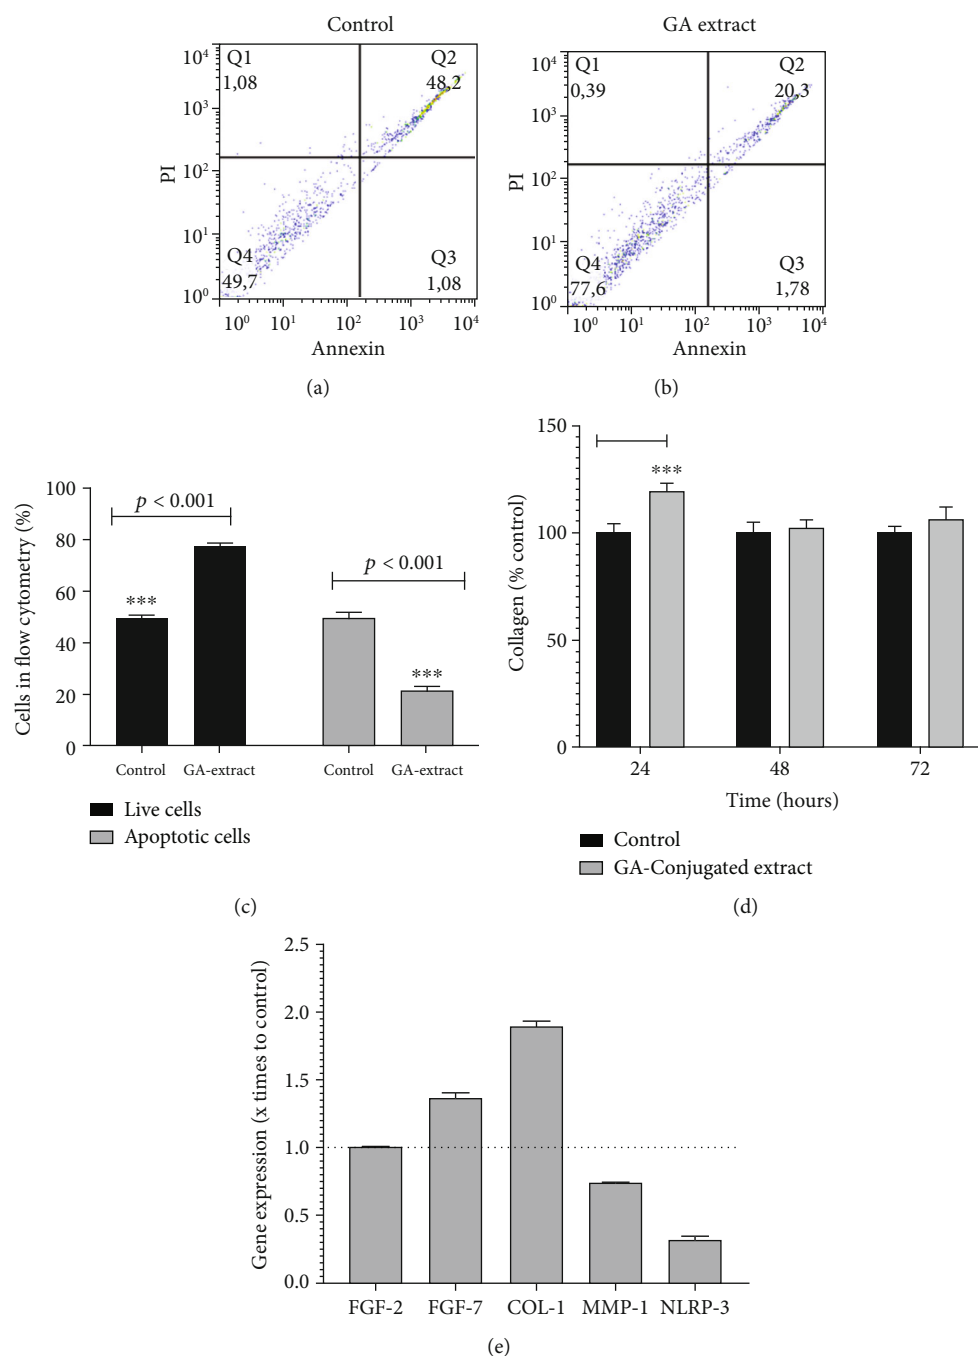 Control
10⁴
10³
10²
10¹
10⁰
PI
Q1
1,08
Q2
48,2
Q4
49,7
Q3
1,08
10⁰ 10¹ 10² 10³ 10⁴
Annexin
(a)
GA extract
10⁴
10³
10²
10¹
10⁰
PI
Q1
0,39
Q2
20,3
Q4
77,6
Q3
1,78
10⁰ 10¹ 10² 10³ 10⁴
Annexin
(b)
Cells in flow cytometry (%)
100
80
60
40
20
0
p < 0.001
***
p < 0.001
***
Control GA-extract Control GA-extract
Live cells
Apoptotic cells
(c)
Collagen (% control)
150
100
50
0
***
24 48 72
Time (hours)
Control
GA-Conjugated extract
(d)
Gene expression (x times to control)
2.5
2.0
1.5
1.0
0.5
0.0
FGF-2 FGF-7 COL-1 MMP-1 NLRP-3
(e)